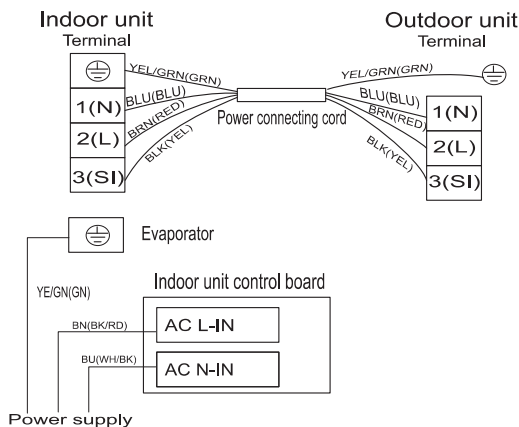 Indoor unit
Terminal
Outdoor unit
Terminal
YEL/GRN(GRN)
YEL/GRN(GRN)
1(N)
BLU(BLU)
BLU(BLU)
1(N)
2(L)
BRN(RED)
Power connecting cord
BRN(RED)
2(L)
3(SI)
BLK(YEL)
BLK(YEL)
3(SI)
Evaporator
YE/GN(GN)
Indoor unit control board
BN(BK/RD)
AC L-IN
BU(WH/BK)
AC N-IN
Power supply